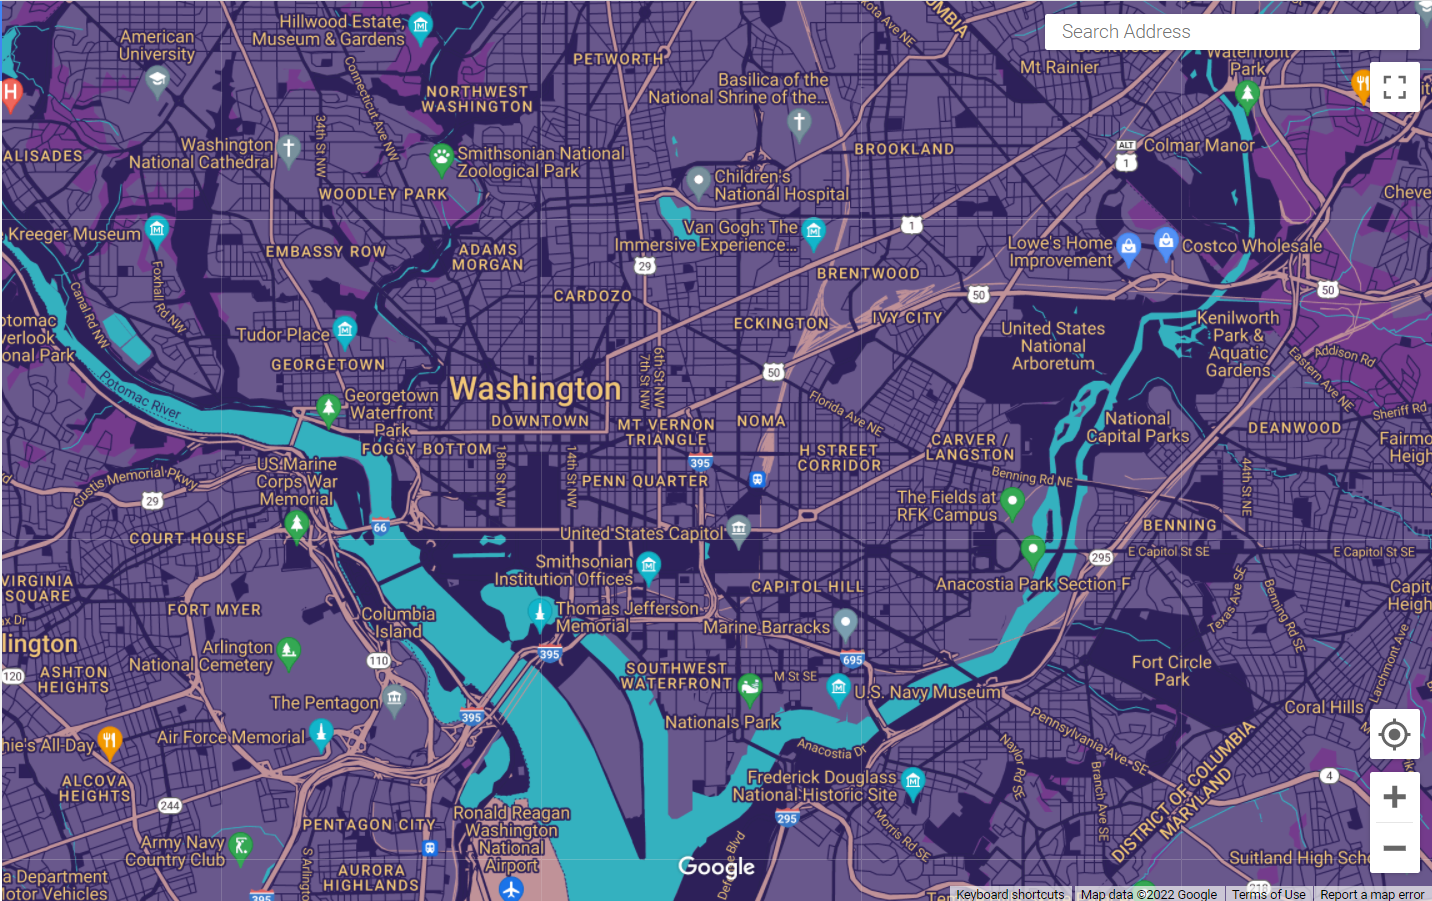 Hillwood Estate,
Museum & Gardens
American
University
PETWORTH
Basilica of the
National Shrine of the...
Search Address
Mt Rainier
Waterfront
Park
NORTHWEST
WASHINGTON
Connecticut Ave NW
34th St NW
H
ALISADES
Washington
National Cathedral
Smithsonian National
Zoological Park
BROOKLAND
ALT
1
Colmar Manor
WOODLEY PARK
Children's
National Hospital
Cheve
Kreeger Museum
Van Gogh: The
Immersive Experience...
1
EMBASSY ROW
ADAMS
MORGAN
29
Lowe's Home
Improvement
Costco Wholesale
BRENTWOOD
Foxhall Rd NW
Canal Rd NW
CARDOZO
50
50
otomac
verlook
onal Park
Tudor Place
ECKINGTON
IVY CITY
United States
National
Arboretum
Kenilworth
Park &
Aquatic
Gardens
GEORGETOWN
6th St NW
7th St NW
50
Addison Rd
Eastern Ave NE
Potomac River
Washington
Georgetown
Waterfront
Park
DOWNTOWN
MT VERNON
TRIANGLE
NOMA
Florida Ave NE
National
Capital Parks
Sheriff Rd
DEANWOOD
Fairmo
Heigh
FOGGY BOTTOM
H STREET
CORRIDOR
CARVER /
LANGSTON
US Marine
Corps War
Memorial
Custis Memorial Pkwy
29
18th St NW
14th St NW
395
PENN QUARTER
Benning Rd NE
44th St NE
The Fields at
RFK Campus
66
COURT HOUSE
United States Capitol
BENNING
E Capitol St SE
E Capitol St SE
295
Smithsonian
Institution Offices
VIRGINIA
SQUARE
CAPITOL HILL
Anacostia Park Section F
Capit
Heigh
FORT MYER
Columbia
Island
Thomas Jefferson
Memorial
Marine Barracks
Texas Ave SE
Benning Rd SE
lington
Arlington
National Cemetery
110
395
695
Fort Circle
Park
Larchmont Ave
120
ASHTON
HEIGHTS
SOUTHWEST
WATERFRONT
M St SE
U.S. Navy Museum
The Pentagon
395
Nationals Park
Coral Hills
hie's All-Day
Air Force Memorial
Anacostia Dr
Pennsylvania Ave SE
Naylor Rd SE
Branch Ave SE
DISTRICT OF COLUMBIA
MARYLAND
ALCOVA
HEIGHTS
Frederick Douglass
National Historic Site
4
244
Ronald Reagan
Washington
National
Airport
295
PENTAGON CITY
Morris Rd SE
Army Navy
Country Club
Suitland High Scho
AURORA
HIGHLANDS
Google
a Department
Motor Vehicles
395
Keyboard shortcuts
Map data ©2022 Google
Terms of Use
Report a map error